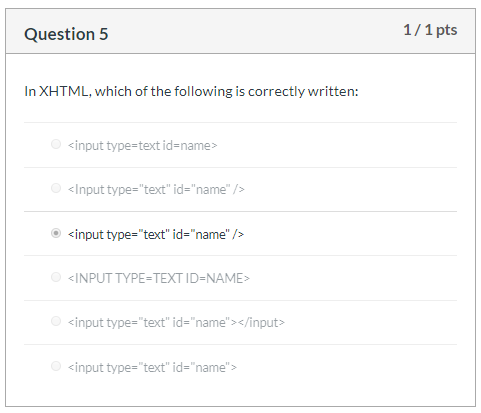 Question 5
1 / 1 pts
In XHTML, which of the following is correctly written:
<input type=text id=name>
<Input type="text" id="name" />
<input type="text" id="name" />
<INPUT TYPE=TEXT ID=NAME>
<input type="text" id="name"></input>
<input type="text" id="name">